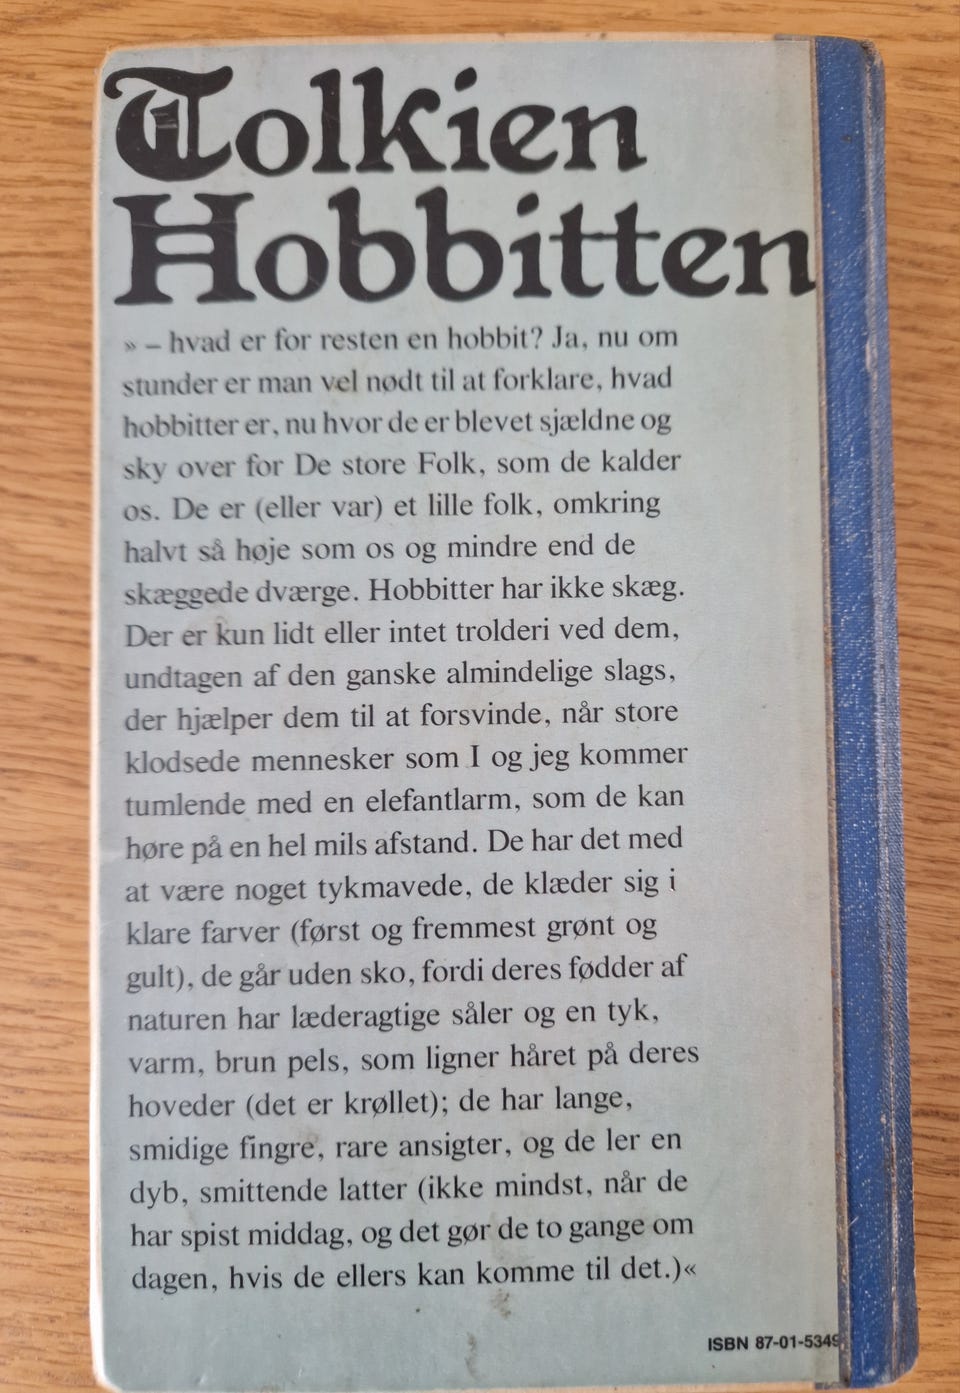 Tolkien
Hobbitten
» – hvad er for resten en hobbit? Ja, nu om
stunder er man vel nødt til at forklare, hvad
hobbitter er, nu hvor de er blevet sjældne og
sky over for De store Folk, som de kalder
os. De er (eller var) et lille folk, omkring
halvt så høje som os og mindre end de
skæggede dværge. Hobbitter har ikke skæg.
Der er kun lidt eller intet trolderi ved dem,
undtagen af den ganske almindelige slags,
der hjælper dem til at forsvinde, når store
klodsede mennesker som I og jeg kommer
tumlende med en elefantlarm, som de kan
høre på en hel mils afstand. De har det med
at være noget tykmavede, de klæder sig i
klare farver (først og fremmest grønt og
gult), de går uden sko, fordi deres fødder af
naturen har læderagtige såler og en tyk,
varm, brun pels, som ligner håret på deres
hoveder (det er krøllet); de har lange,
smidige fingre, rare ansigter, og de ler en
dyb, smittende latter (ikke mindst, når de
har spist middag, og det gør de to gange om
dagen, hvis de ellers kan komme til det.)«
ISBN 87-01-5349